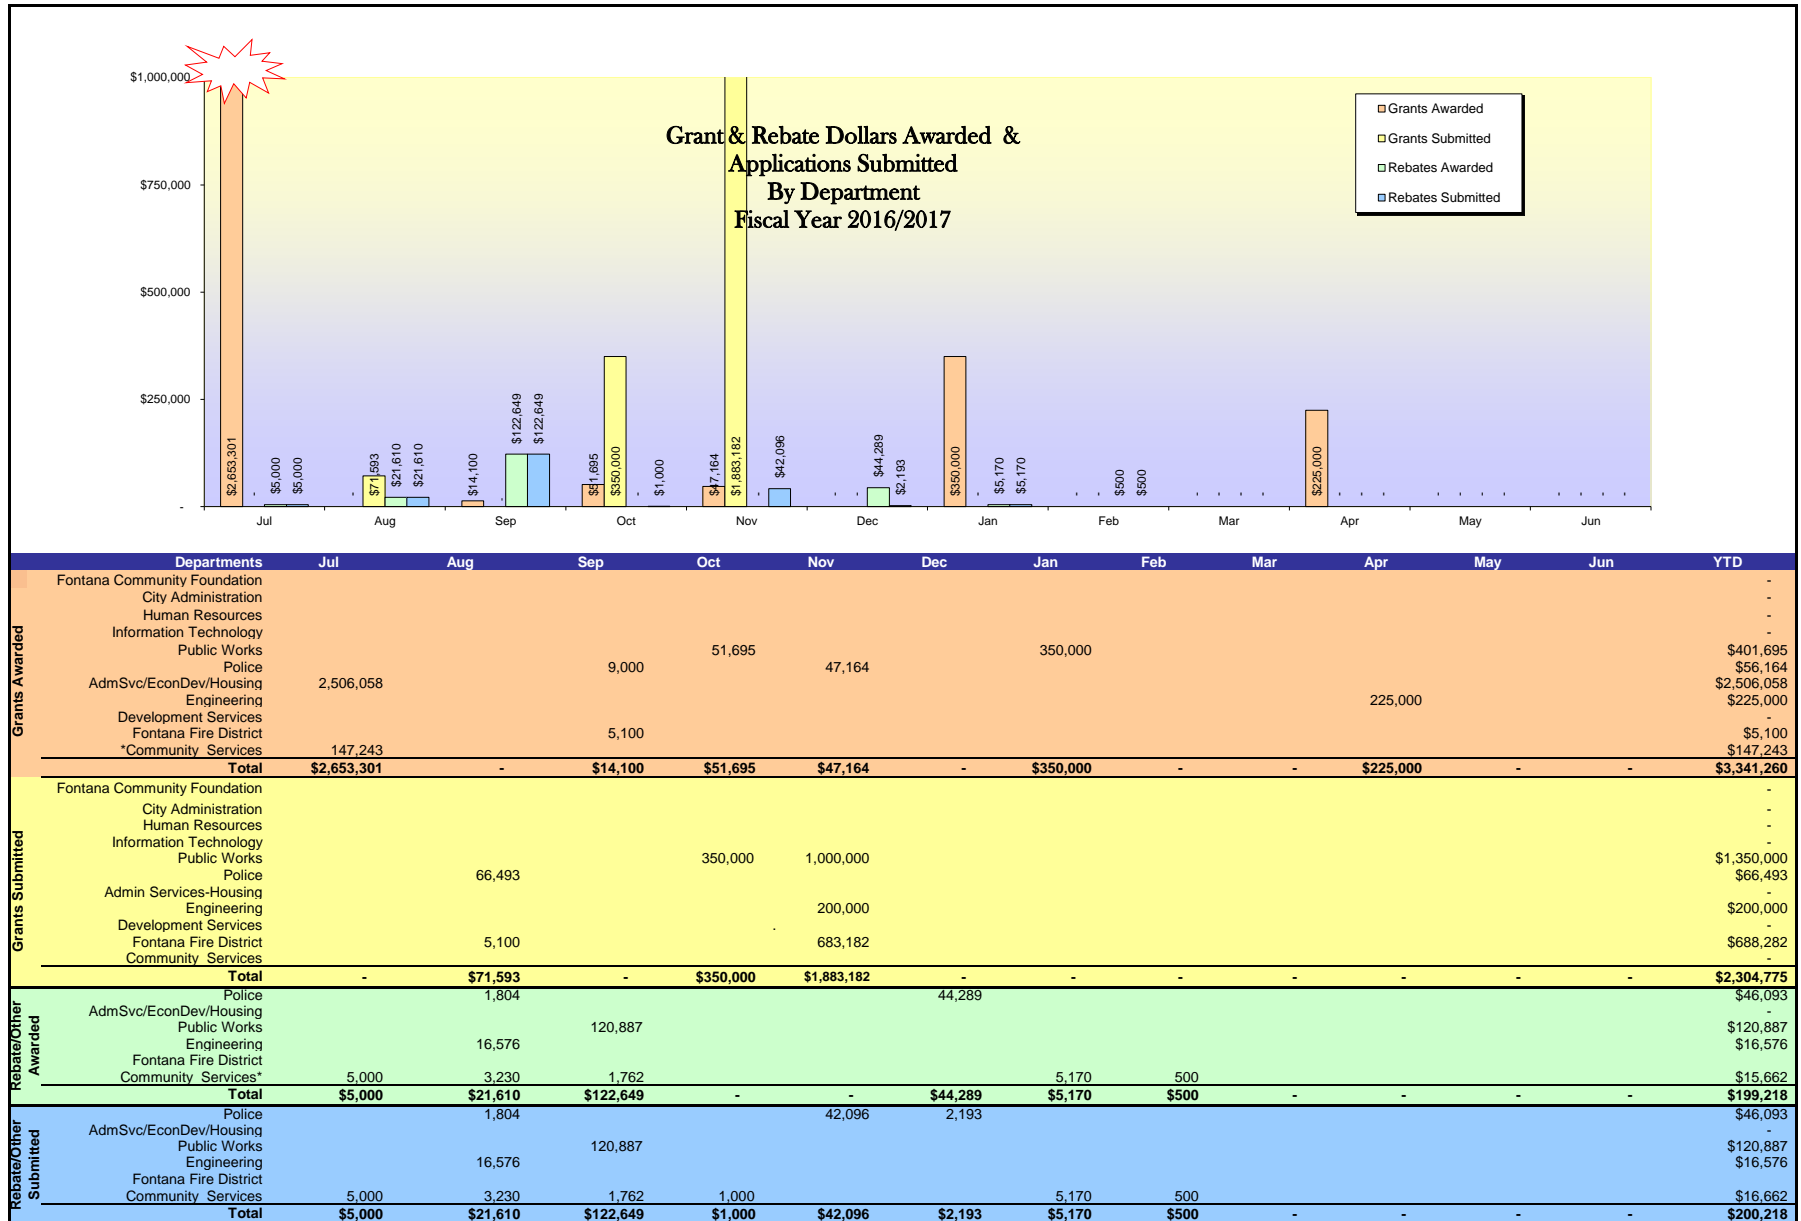 Grant & Rebate Dollars Awarded &
Applications Submitted
By Department
Fiscal Year 2016/2017
Grants Awarded
Grants Submitted
Rebates Awarded
Rebates Submitted
$1,000,000
$750,000
$500,000
$250,000
-
$2,653,301 $5,000 $5,000
$71,593 $21,610 $21,610
$14,100 - $122,649 $122,649
$51,695 $350,000 - $1,000
$47,164 $1,883,182 - $42,096
- - $44,289 $2,193
$350,000 - $5,170 $5,170
- - $500 $500
- - - -
$225,000 - - -
- - - -
- - - -
Jul Aug Sep Oct Nov Dec Jan Feb Mar Apr May Jun
Departments Jul Aug Sep Oct Nov Dec Jan Feb Mar Apr May Jun YTD
Grants Awarded
Fontana Community Foundation -
City Administration -
Human Resources -
Information Technology -
Public Works 51,695 350,000 $401,695
Police 9,000 47,164 $56,164
AdmSvc/EconDev/Housing 2,506,058 $2,506,058
Engineering 225,000 $225,000
Development Services -
Fontana Fire District 5,100 $5,100
*Community Services 147,243 $147,243
Total $2,653,301 - $14,100 $51,695 $47,164 - $350,000 - - $225,000 - - $3,341,260
Grants Submitted
Fontana Community Foundation -
City Administration -
Human Resources -
Information Technology -
Public Works 350,000 1,000,000 $1,350,000
Police 66,493 $66,493
Admin Services-Housing -
Engineering 200,000 $200,000
Development Services . -
Fontana Fire District 5,100 683,182 $688,282
Community Services -
Total - $71,593 - $350,000 $1,883,182 - - - - - - - $2,304,775
Rebate/Other
Awarded
Police 1,804 44,289 $46,093
AdmSvc/EconDev/Housing -
Public Works 120,887 $120,887
Engineering 16,576 $16,576
Fontana Fire District
Community Services* 5,000 3,230 1,762 5,170 500 $15,662
Total $5,000 $21,610 $122,649 - - $44,289 $5,170 $500 - - - - $199,218
Rebate/Other
Submitted
Police 1,804 42,096 2,193 $46,093
AdmSvc/EconDev/Housing -
Public Works 120,887 $120,887
Engineering 16,576 $16,576
Fontana Fire District
Community Services 5,000 3,230 1,762 1,000 5,170 500 $16,662
Total $5,000 $21,610 $122,649 $1,000 $42,096 $2,193 $5,170 $500 - - - - $200,218